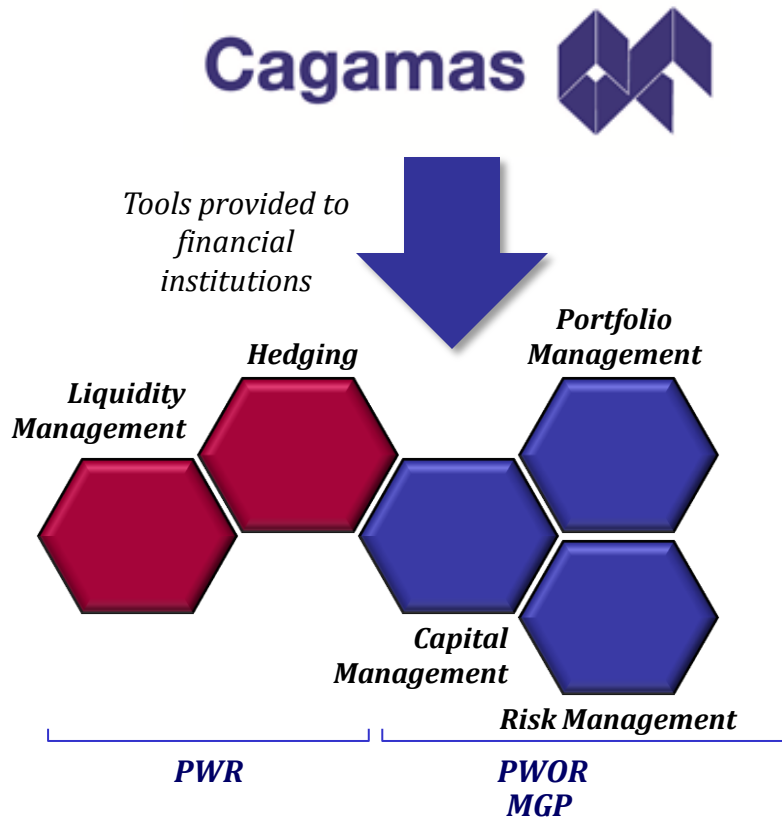 Cagamas
Tools provided to
financial
institutions
Portfolio
Management
Hedging
Liquidity
Management
Capital
Management
Risk Management
PWR
PWOR
MGP